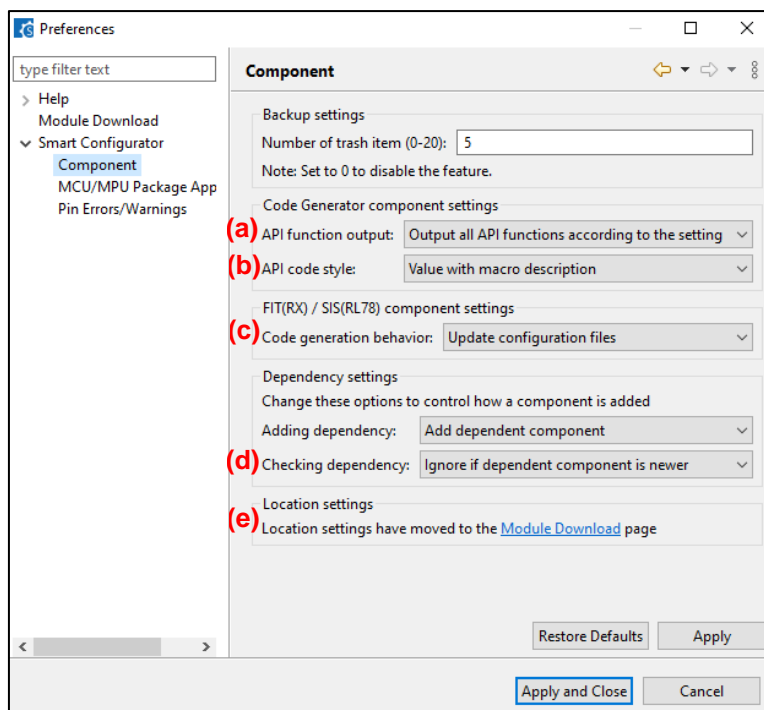 Preferences
type filter text
Help
Module Download
Smart Configurator
Component
MCU/MPU Package App
Pin Errors/Warnings
Component
Backup settings
Number of trash item (0-20): 5
Note: Set to 0 to disable the feature.
Code Generator component settings
(a) API function output: Output all API functions according to the setting
(b) API code style: Value with macro description
FIT(RX) / SIS(RL78) component settings
(c) Code generation behavior: Update configuration files
Dependency settings
Change these options to control how a component is added
Adding dependency: Add dependent component
(d) Checking dependency: Ignore if dependent component is newer
Location settings
(e) Location settings have moved to the Module Download page
Restore Defaults Apply
Apply and Close Cancel